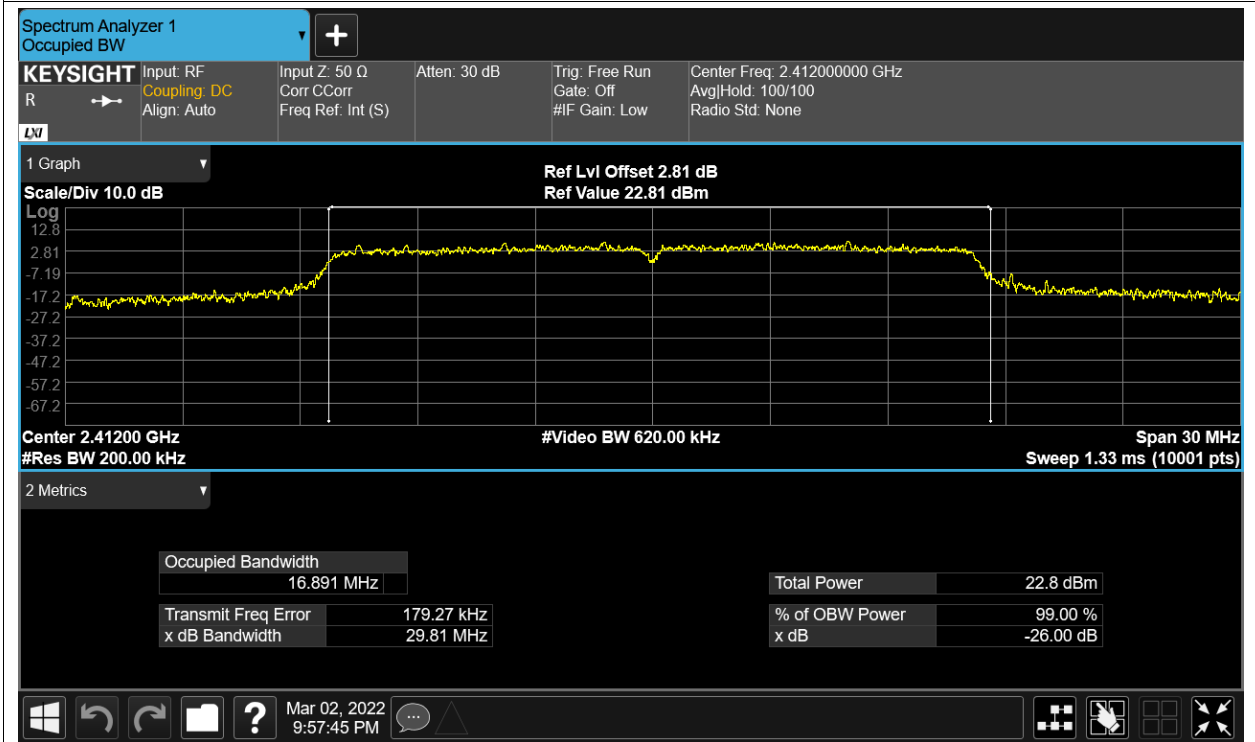 Spectrum Analyzer 1
Occupied BW
KEYSIGHT
R
LXI
Input: RF
Coupling: DC
Align: Auto
Input Z: 50 Ω
Corr CCorr
Freq Ref: Int (S)
Atten: 30 dB
Trig: Free Run
Gate: Off
#IF Gain: Low
Center Freq: 2.412000000 GHz
Avg|Hold: 100/100
Radio Std: None
1 Graph
Scale/Div 10.0 dB
Ref Lvl Offset 2.81 dB
Ref Value 22.81 dBm
Log
12.8
2.81
-7.19
-17.2
-27.2
-37.2
-47.2
-57.2
-67.2
Center 2.41200 GHz
#Res BW 200.00 kHz
#Video BW 620.00 kHz
Span 30 MHz
Sweep 1.33 ms (10001 pts)
2 Metrics
Occupied Bandwidth
16.891 MHz
Transmit Freq Error 179.27 kHz
x dB Bandwidth 29.81 MHz
Total Power 22.8 dBm
% of OBW Power 99.00 %
x dB -26.00 dB
?
Mar 02, 2022
9:57:45 PM